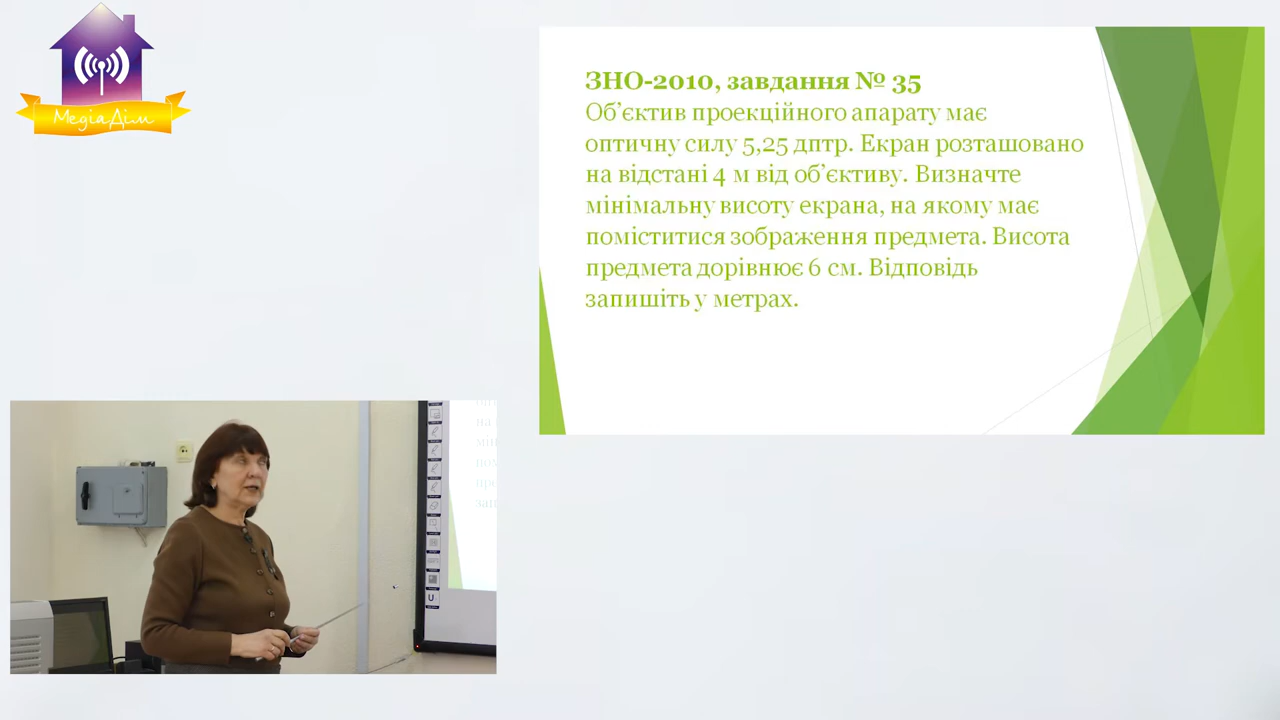 МедіаДім
ЗНО-2010, завдання № 35
Об’єктив проекційного апарату має
оптичну силу 5,25 дптр. Екран розташовано
на відстані 4 м від об’єктиву. Визначте
мінімальну висоту екрана, на якому має
поміститися зображення предмета. Висота
предмета дорівнює 6 см. Відповідь
запишіть у метрах.